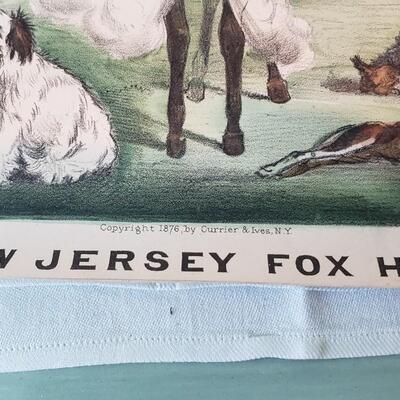 Copyright 1876, by Currier & Ives, N.Y.
W JERSEY FOX H